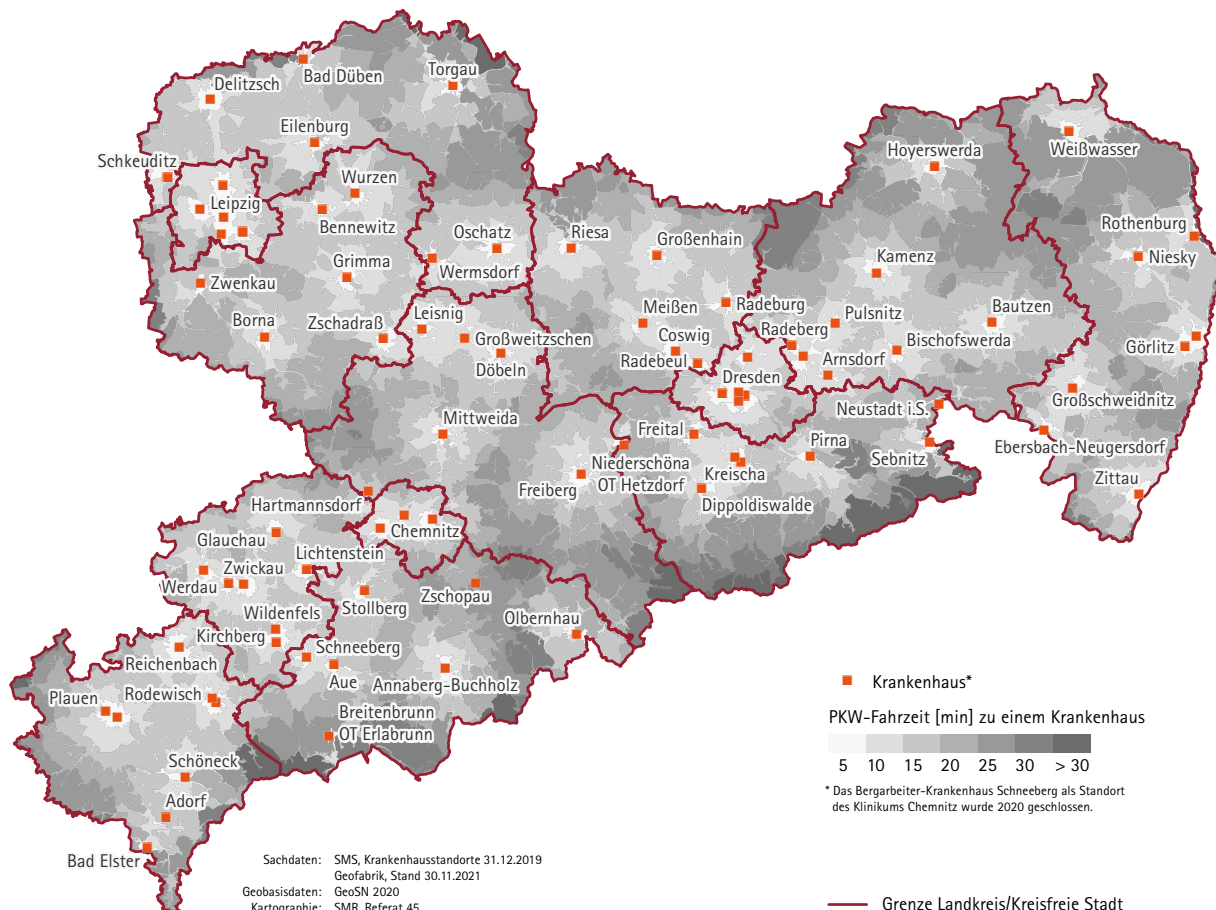 Bad Düben
Torgau
Delitzsch
Eilenburg
Schkeuditz
Wurzen
Leipzig
Bennewitz
Oschatz
Riesa
Großenhain
Hoyerswerda
Weißwasser
Rothenburg
Niesky
Grimma
Wermsdorf
Kamenz
Zwenkau
Borna
Zschadraß
Leisnig
Großweitzschen
Döbeln
Meißen
Radeburg
Coswig
Radebeul
Radeberg
Pulsnitz
Bautzen
Bischofswerda
Arnsdorf
Görlitz
Dresden
Großschweidnitz
Neustadt i.S.
Mittweida
Freital
Pirna
Sebnitz
Ebersbach-Neugersdorf
Niederschöna
OT Hetzdorf
Kreischa
Freiberg
Dippoldiswalde
Zittau
Hartmannsdorf
Chemnitz
Glauchau
Lichtenstein
Zwickau
Werdau
Stollberg
Zschopau
Olbernhau
Wildenfels
Kirchberg
Schneeberg
Reichenbach
Aue
Annaberg-Buchholz
Plauen
Rodewisch
Breitenbrunn
OT Erlabrunn
Schöneck
Adorf
Bad Elster
Krankenhaus*
PKW-Fahrzeit [min] zu einem Krankenhaus
5 10 15 20 25 30 > 30
* Das Bergarbeiter-Krankenhaus Schneeberg als Standort
des Klinikums Chemnitz wurde 2020 geschlossen.
Sachdaten: SMS, Krankenhausstandorte 31.12.2019
Geofabrik, Stand 30.11.2021
Geobasisdaten: GeoSN 2020
Kartographie: SMR, Referat 45
Grenze Landkreis/Kreisfreie Stadt